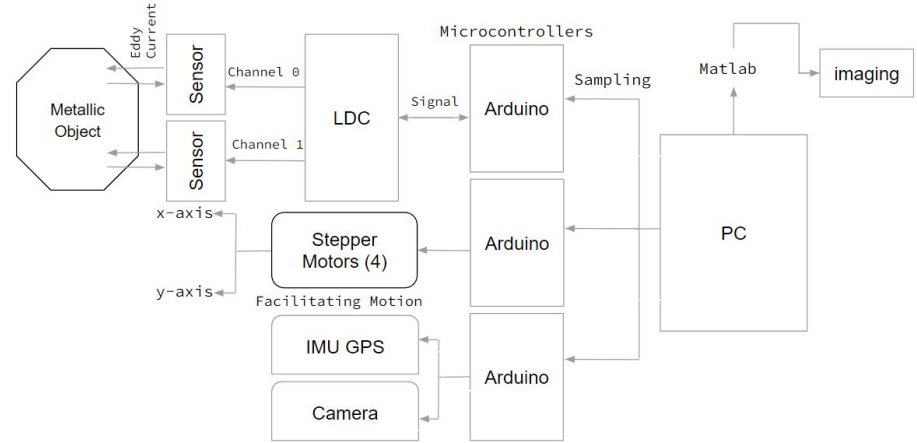 Microcontrollers
Eddy
Current
Sensor
Channel 0
Metallic
Object
LDC
Signal
Arduino
Sampling
Matlab
imaging
Sensor
Channel 1
x-axis
y-axis
Stepper
Motors (4)
Facilitating Motion
Arduino
PC
IMU GPS
Camera
Arduino